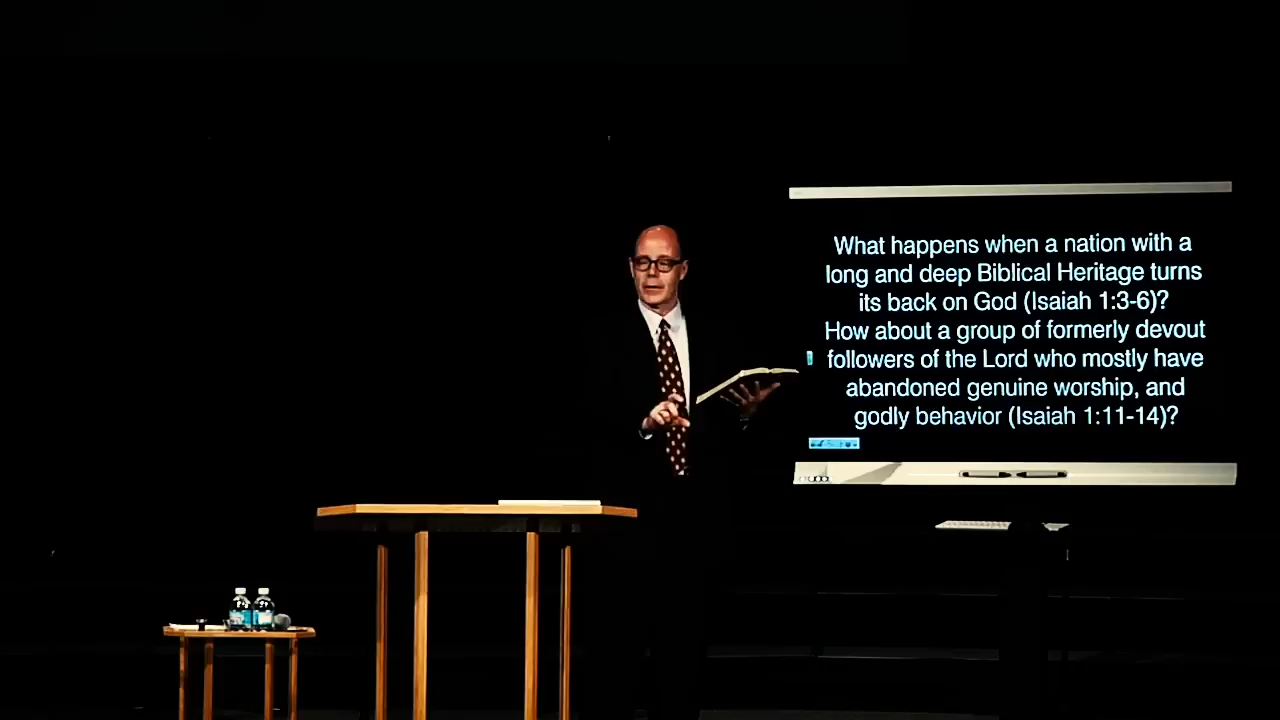 What happens when a nation with a
long and deep Biblical Heritage turns
its back on God (Isaiah 1:3-6)?
How about a group of formerly devout
followers of the Lord who mostly have
abandoned genuine worship, and
godly behavior (Isaiah 1:11-14)?